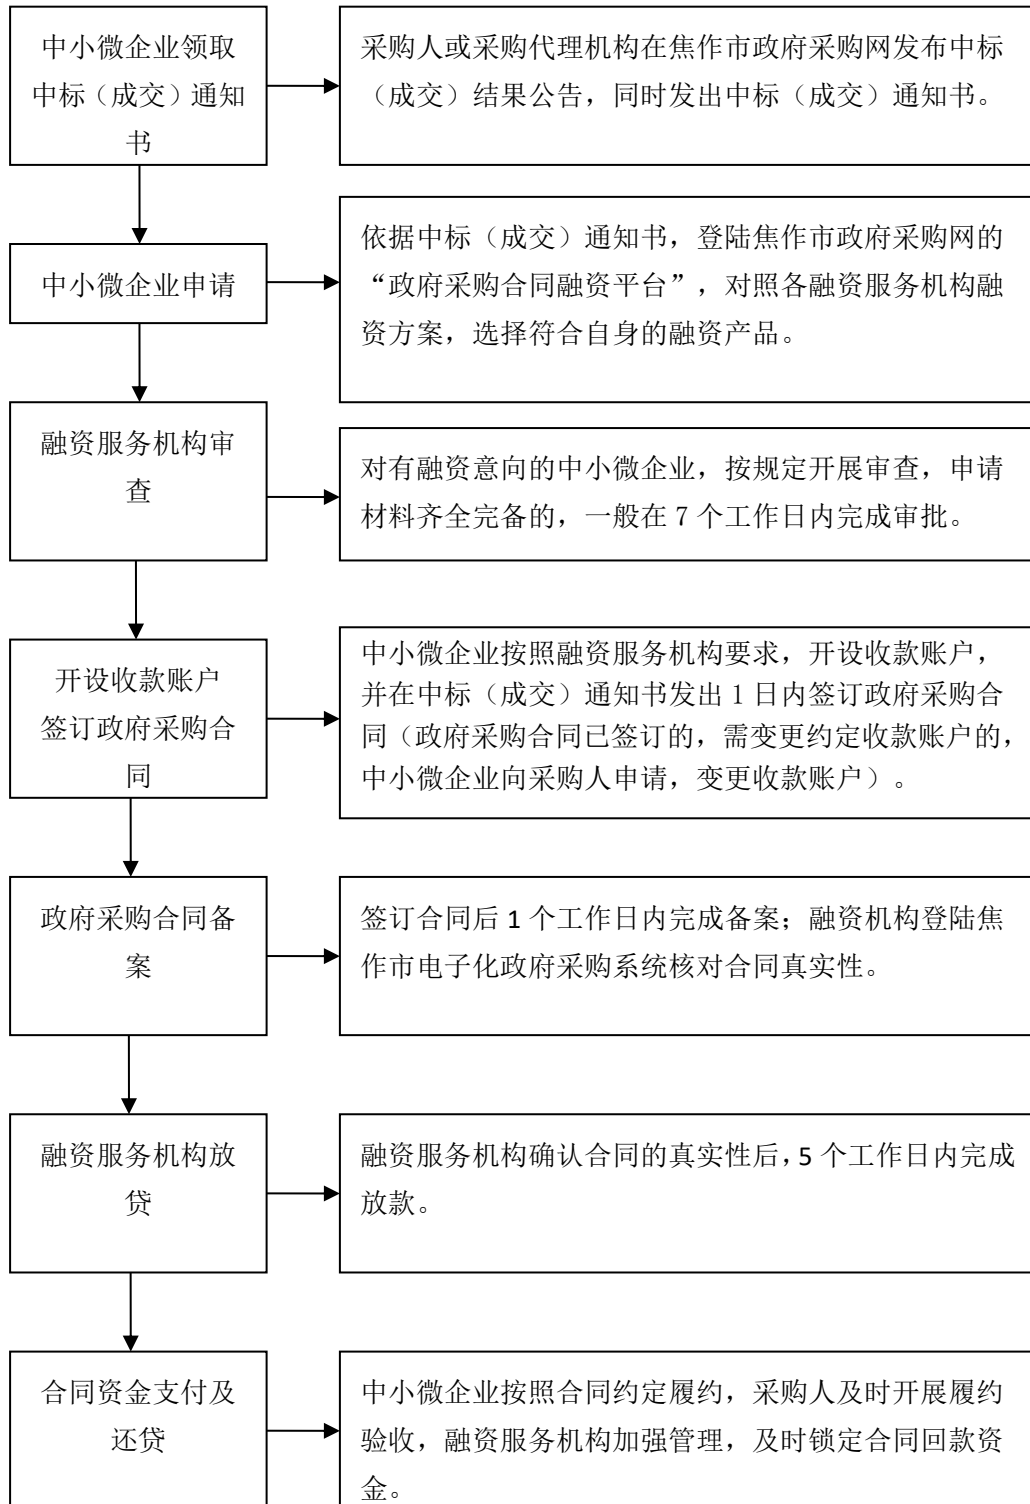 中小微企业领取
中标（成交）通知
书
采购人或采购代理机构在焦作市政府采购网发布中标
（成交）结果公告，同时发出中标（成交）通知书。
中小微企业申请
依据中标（成交）通知书，登陆焦作市政府采购网的
“政府采购合同融资平台”，对照各融资服务机构融
资方案，选择符合自身的融资产品。
融资服务机构审
查
对有融资意向的中小微企业，按规定开展审查，申请
材料齐全完备的，一般在 7 个工作日内完成审批。
开设收款账户
签订政府采购合
同
中小微企业按照融资服务机构要求，开设收款账户，
并在中标（成交）通知书发出 1 日内签订政府采购合
同（政府采购合同已签订的，需变更约定收款账户的，
中小微企业向采购人申请，变更收款账户）。
政府采购合同备
案
签订合同后 1 个工作日内完成备案；融资机构登陆焦
作市电子化政府采购系统核对合同真实性。
融资服务机构放
贷
融资服务机构确认合同的真实性后，5 个工作日内完成
放款。
合同资金支付及
还贷
中小微企业按照合同约定履约，采购人及时开展履约
验收，融资服务机构加强管理，及时锁定合同回款资
金。